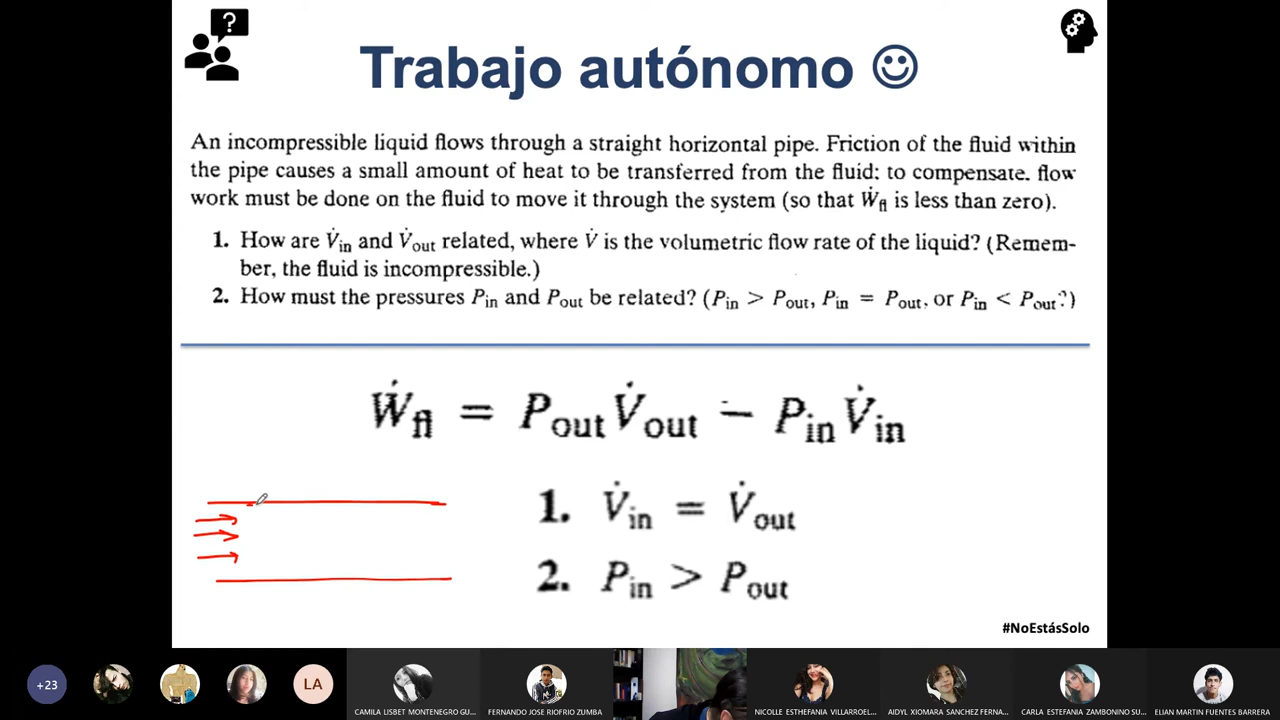 ?
Trabajo autónomo ☺
An incompressible liquid flows through a straight horizontal pipe. Friction of the fluid within
the pipe causes a small amount of heat to be transferred from the fluid: to compensate. flow
work must be done on the fluid to move it through the system (so that Ẇfl is less than zero).
1. How are V̇in and V̇out related, where V̇ is the volumetric flow rate of the liquid? (Remem-
ber, the fluid is incompressible.)
2. How must the pressures Pin and Pout be related? (Pin > Pout, Pin = Pout, or Pin < Pout?)
Ẇfl = PoutV̇out − PinV̇in
1. V̇in = V̇out
2. Pin > Pout
#NoEstásSolo
+23
LA
CAMILA LISBET MONTENEGRO GU...
FERNANDO JOSE RIOFRIO ZUMBA
NICOLLE ESTHEFANIA VILLARROEL...
AIDYL XIOMARA SANCHEZ FERNA...
CARLA ESTEFANIA ZAMBONINO SU...
ELIAN MARTIN FUENTES BARRERA